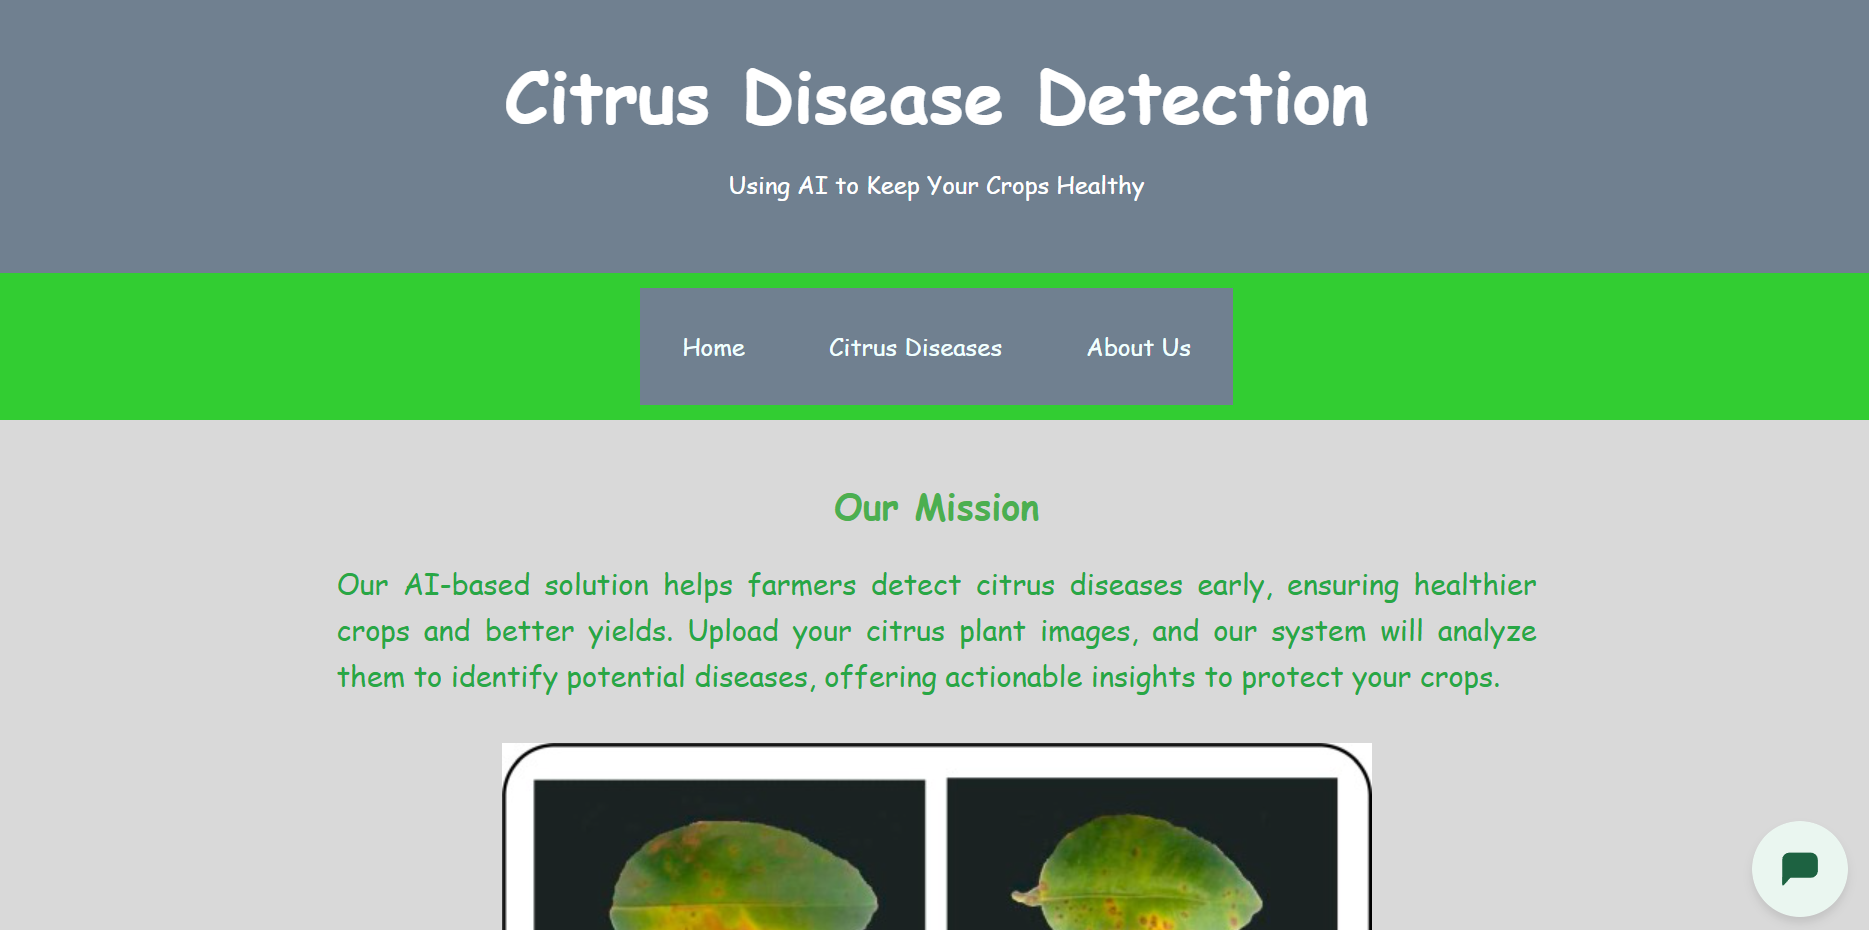 Citrus Disease Detection
Using AI to Keep Your Crops Healthy
Home
Citrus Diseases
About Us
Our Mission
Our AI-based solution helps farmers detect citrus diseases early, ensuring healthier
crops and better yields. Upload your citrus plant images, and our system will analyze
them to identify potential diseases, offering actionable insights to protect your crops.